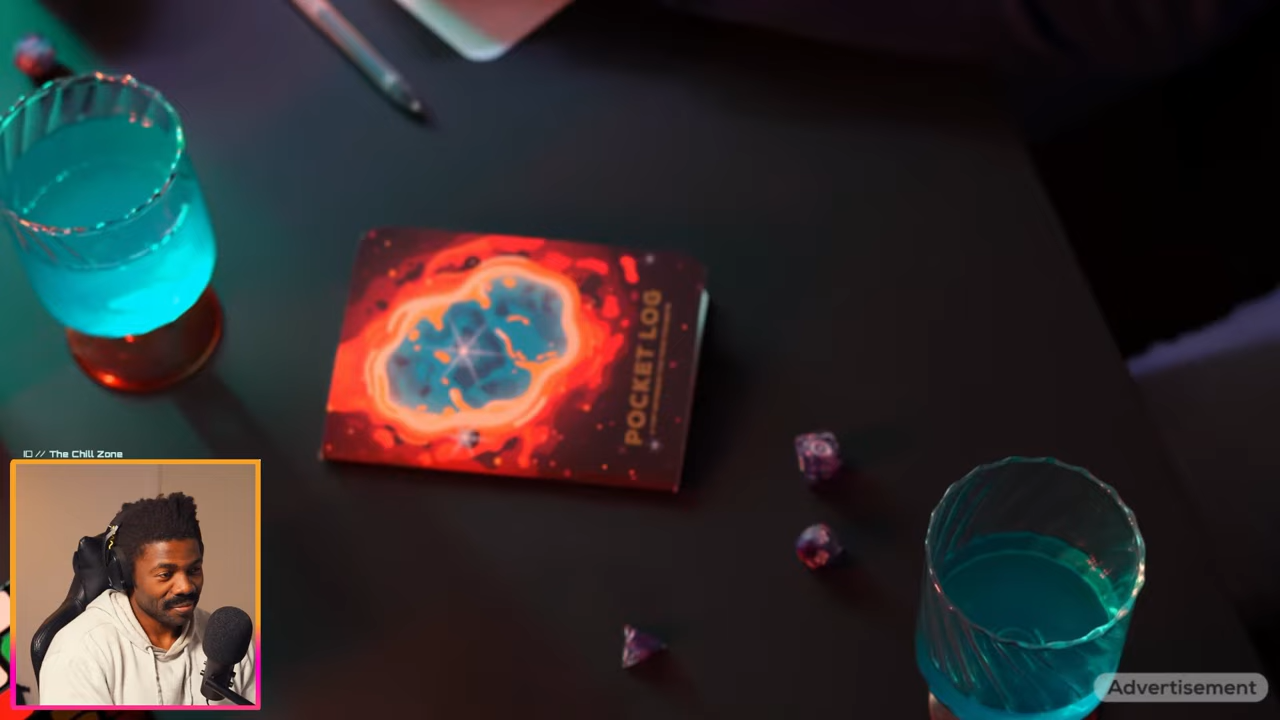 POCKET LOG
ID // The Chill Zone
Advertisement